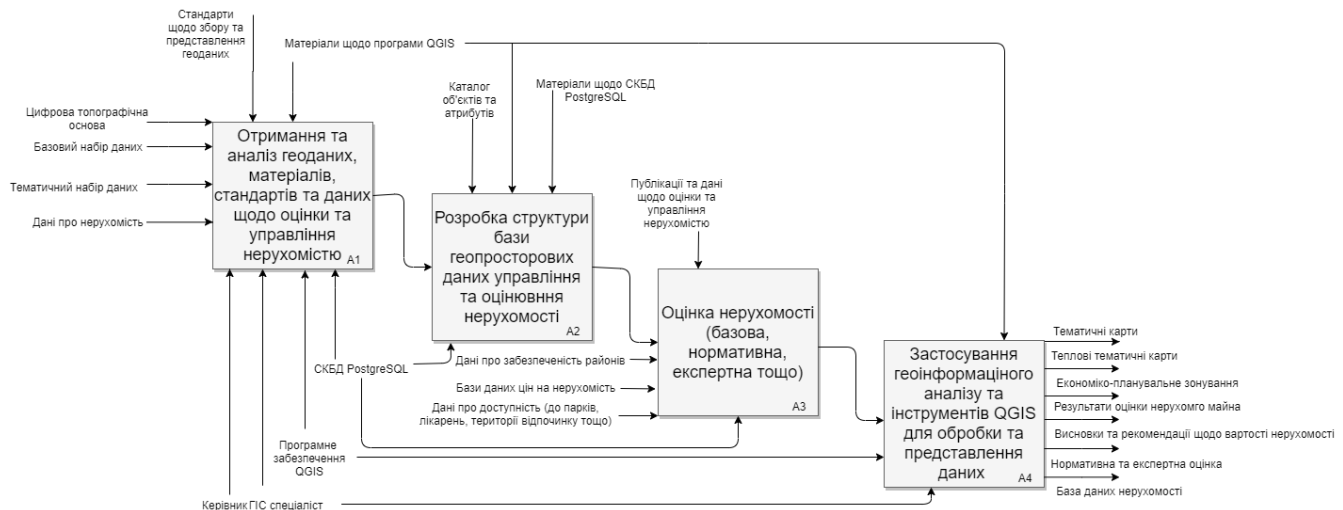 Стандарти
щодо збору та
представлення
геоданих
Матеріали щодо програми QGIS
Каталог
об'єктів та
атрибутів
Матеріали щодо СКБД
PostgreSQL
Цифрова топографічна
основа
Базовий набір даних
Тематичний набір даних
Дані про нерухомість
Отримання та
аналіз геоданих,
матеріалів,
стандартів та даних
щодо оцінки та
управління
нерухомістю
A1
Розробка структури
бази
геопросторових
даних управління
та оцінювння
нерухомості
A2
Публікації та дані
щодо оцінки та
управління
нерухомістю
Оцінка нерухомості
(базова,
нормативна,
експертна тощо)
A3
СКБД PostgreSQL
Дані про забезпеченість районів
Бази даних цін на нерухомість
Дані про доступність (до парків,
лікарень, території відпочинку тощо)
Програмне
забезпечення
QGIS
Керівник
ГІС спеціаліст
Застосування
геоінформаціного
аналізу та
інструментів QGIS
для обробки та
представлення
даних
A4
Тематичні карти
Теплові тематичні карти
Економіко-планувальне зонування
Результати оцінки нерухомго майна
Висновки та рекомендації щодо вартості нерухомості
Нормативна та експертна оцінка
База даних нерухомості